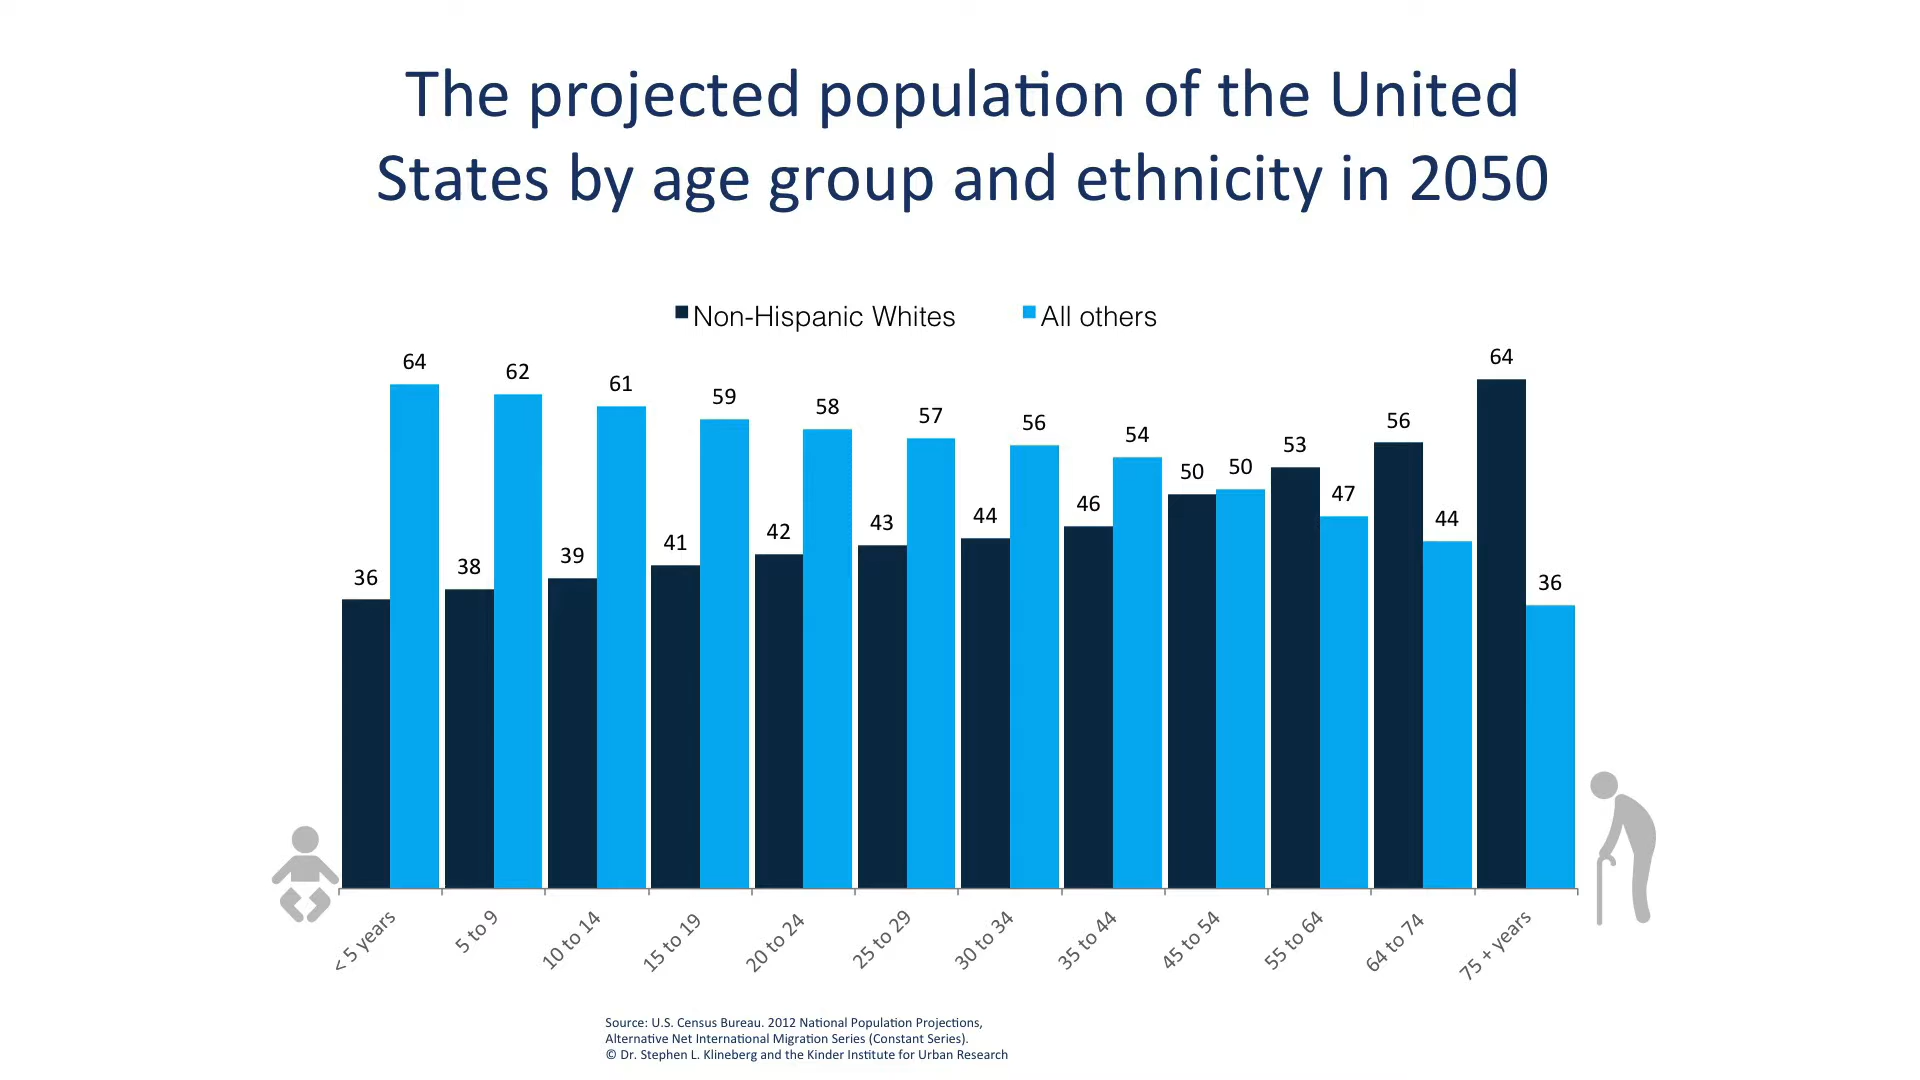 The projected population of the United
States by age group and ethnicity in 2050
Non-Hispanic Whites All others
36 64 38 62 39 61 41 59 42 58 43 57 44 56 46 54 50 50 53 47 56 44 64 36
< 5 years 5 to 9 10 to 14 15 to 19 20 to 24 25 to 29 30 to 34 35 to 44 45 to 54 55 to 64 64 to 74 75 + years
Source: U.S. Census Bureau. 2012 National Population Projections,
Alternative Net International Migration Series (Constant Series).
© Dr. Stephen L. Klineberg and the Kinder Institute for Urban Research